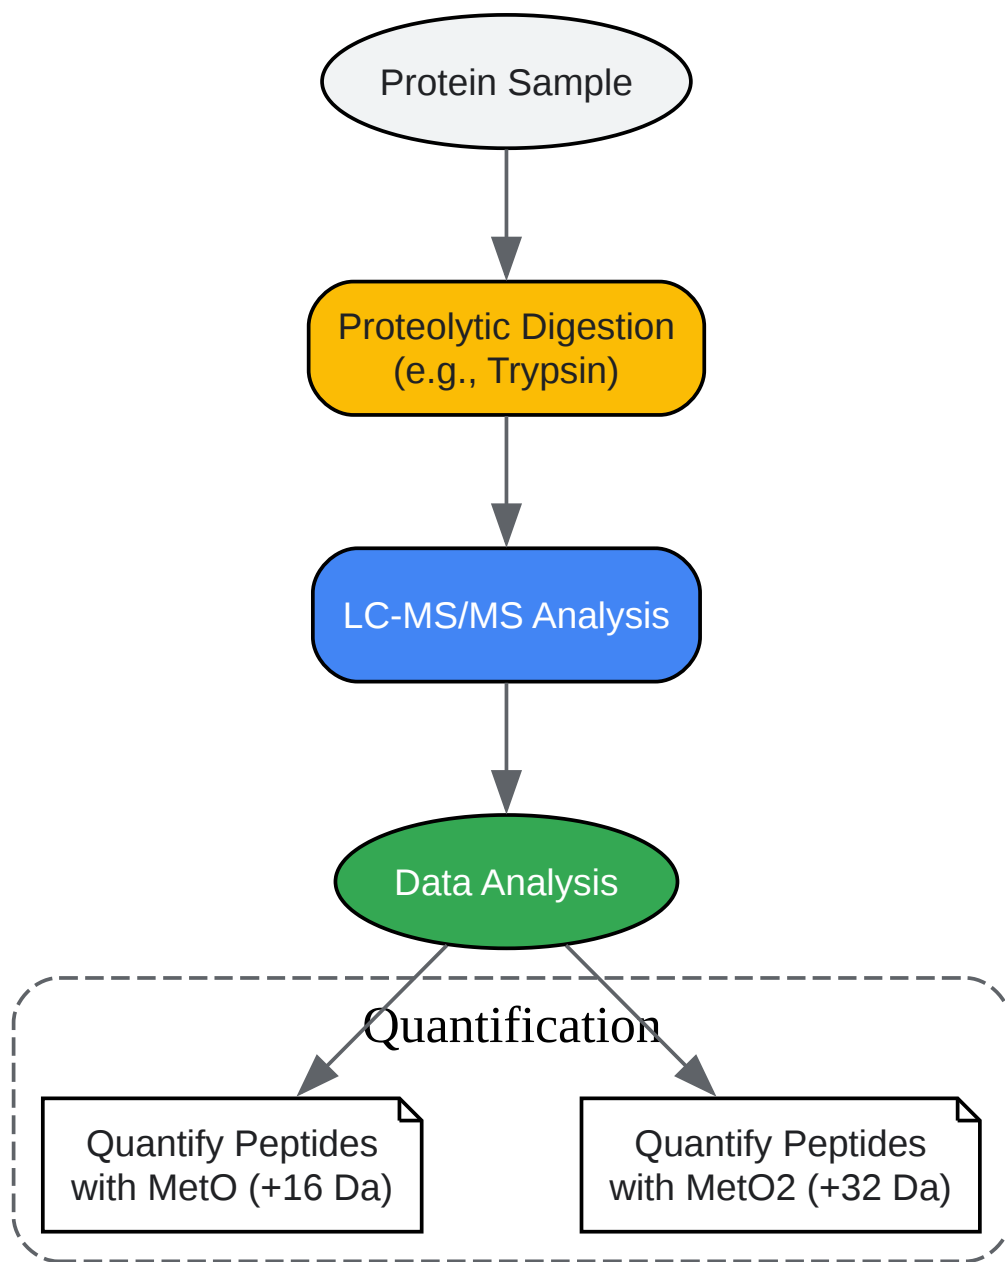 Protein Sample
Proteolytic Digestion
(e.g., Trypsin)
LC-MS/MS Analysis
Data Analysis
Quantification
Quantify Peptides
with MetO (+16 Da)
Quantify Peptides
with MetO2 (+32 Da)